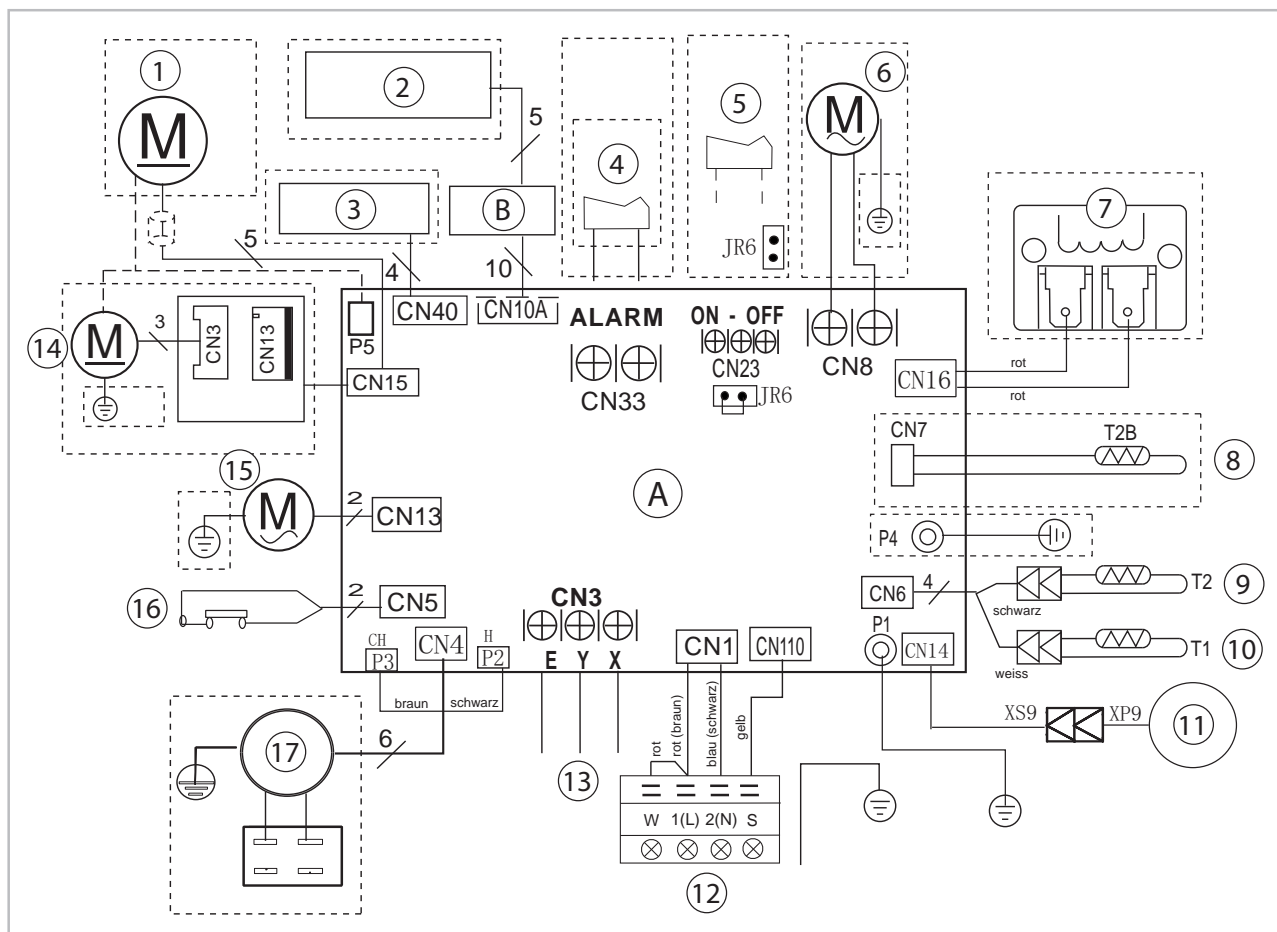 1
2
5
6
M
M
5
4
7
3
B
JR6
5
4
10
ALARM
ON - OFF
CN40
CN10A
P5
3
CN3
CN13
14
M
CN23
CN8
rot
CN15
CN33
JR6
CN16
rot
CN7
T2B
8
15
A
M
2
CN13
P4
2
CN3
CN6
4
T2
9
16
CN5
schwarz
P1
CH
P3
CN4
H
P2
E Y X
CN1
CN110
CN14
T1
10
weiss
braun
schwarz
rot
rot (braun)
blau (schwarz)
gelb
XS9
XP9
11
17
6
13
W 1(L) 2(N) S
12